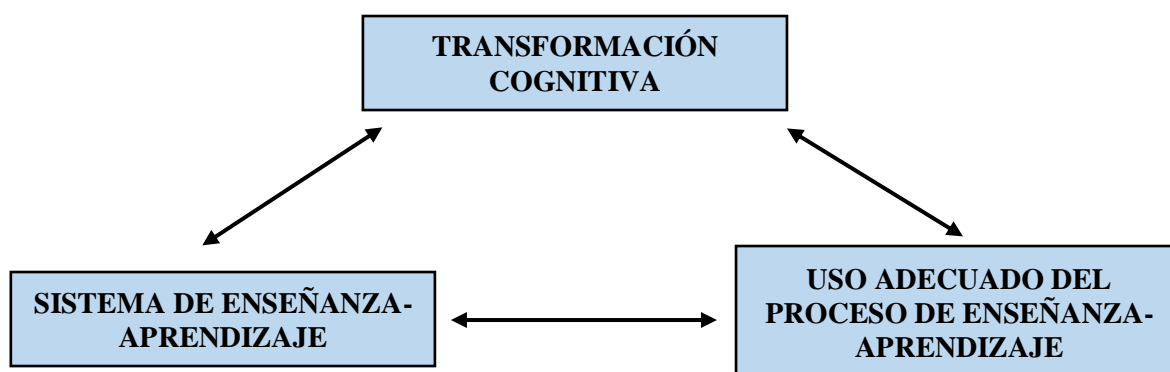 TRANSFORMACIÓN
COGNITIVA
SISTEMA DE ENSEÑANZA-
APRENDIZAJE
USO ADECUADO DEL
PROCESO DE ENSEÑANZA-
APRENDIZAJE